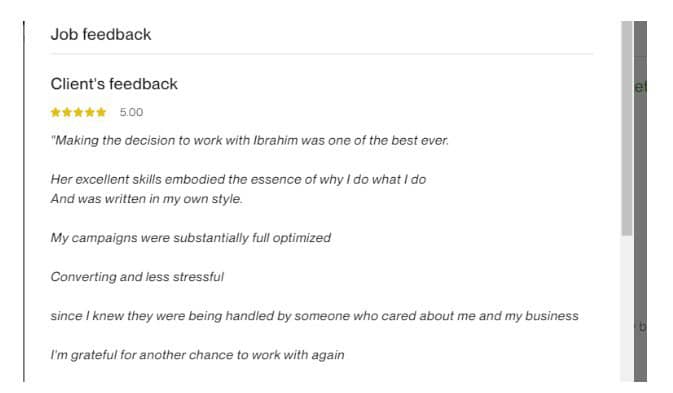 Job feedback
Client's feedback
5.00
"Making the decision to work with Ibrahim was one of the best ever.
Her excellent skills embodied the essence of why I do what I do
And was written in my own style.
My campaigns were substantially full optimized
Converting and less stressful
since I knew they were being handled by someone who cared about me and my business
I'm grateful for another chance to work with again